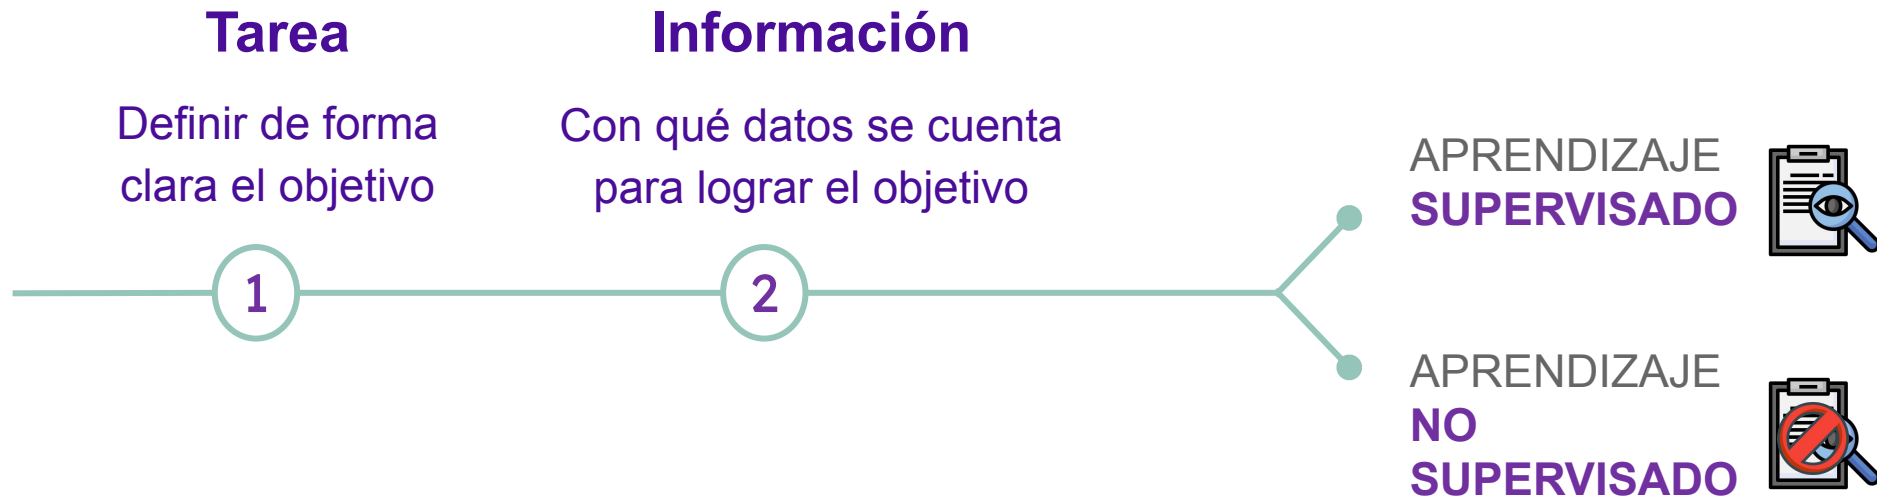 Tarea
Definir de forma
clara el objetivo
1
Información
Con qué datos se cuenta
para lograr el objetivo
2
APRENDIZAJE
SUPERVISADO
APRENDIZAJE
NO
SUPERVISADO